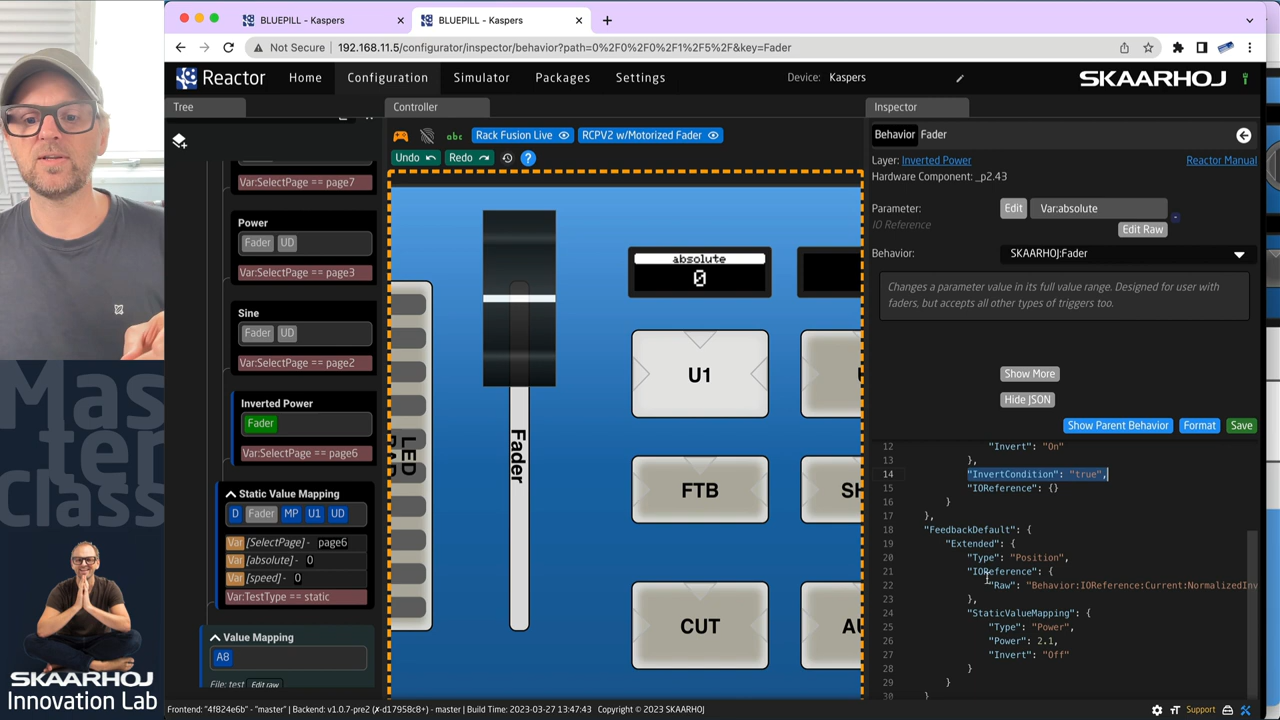 BLUEPILL - Kaspers
BLUEPILL - Kaspers
Not Secure 192.168.11.5/configurator/inspector/behavior?path=0%2F0%2F0%2F1%2F5%2F&key=Fader
Reactor Home Configuration Simulator Packages Settings Device: Kaspers SKAARHOJ
Tree
Var:SelectPage == page7
Power
Fader UD
Var:SelectPage == page3
Sine
Fader UD
Var:SelectPage == page2
Inverted Power
Fader
Var:SelectPage == page6
Static Value Mapping
D Fader MP U1 UD
Var [SelectPage]- page6
Var [absolute]- 0
Var [speed]- 0
Var:TestType == static
Value Mapping
A8
File: test Edit raw
Controller
abc Rack Fusion Live RCPV2 w/Motorized Fader
Undo Redo ?
absolute
0
U1
FTB
CUT
Fader
LED
Inspector
Behavior Fader
Layer: Inverted Power Reactor Manual
Hardware Component: _p2.43
Parameter: Edit Var:absolute
IO Reference
Edit Raw
Behavior: SKAARHOJ:Fader
Changes a parameter value in its full value range. Designed for user with
faders, but accepts all other types of triggers too.
Show More
Hide JSON
Show Parent Behavior Format Save
12 "Invert": "On"
13 },
14 "InvertCondition": "true",
15 "IOReference": {}
16 }
17 },
18 "FeedbackDefault": {
19 "Extended": {
20 "Type": "Position",
21 "IOReference": {
22 "Raw": "Behavior:IOReference:Current:NormalizedInv
23 },
24 "StaticValueMapping": {
25 "Type": "Power",
26 "Power": 2.1,
27 "Invert": "Off"
28 }
29 }
30 }
Master
Class
SKAARHOJ
Innovation Lab
Frontend: "4f824e6b" - "master" | Backend: v1.0.7-pre2 (✗-d17958c8+) - master | Build Time: 2023-03-27 13:47:43 Copyright © 2023 SKAARHOJ
Support